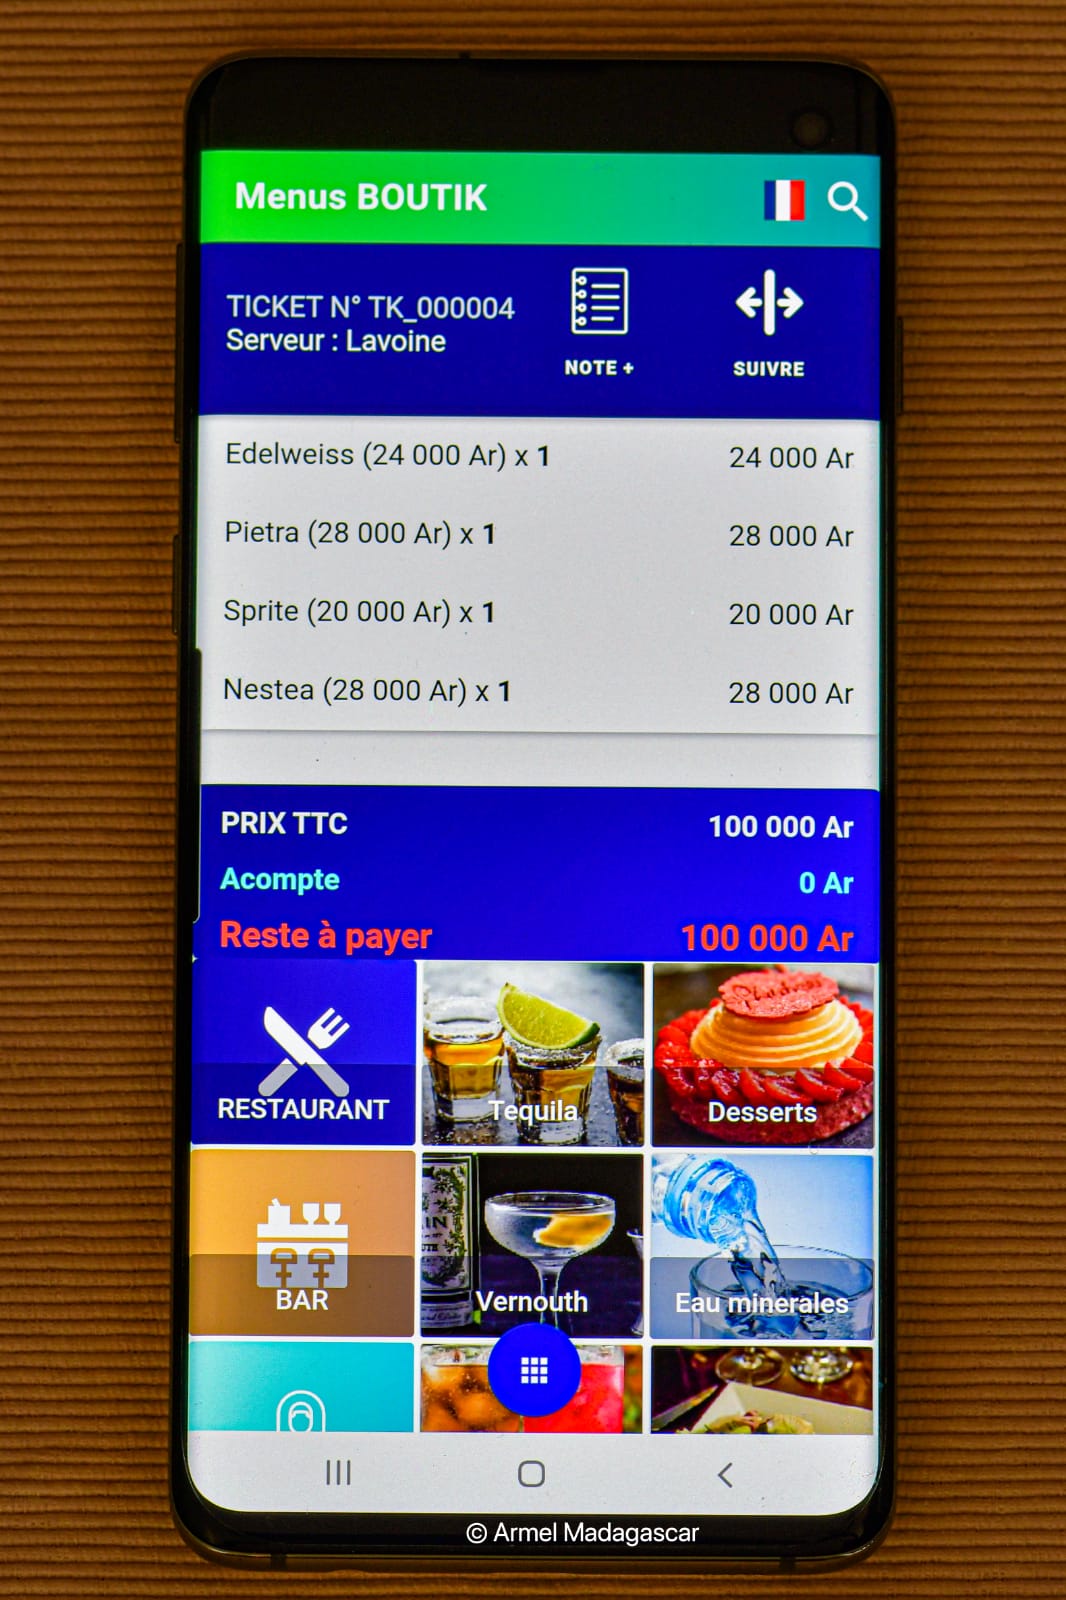 Menus BOUTIK
TICKET N° TK_000004
Serveur : Lavoine
NOTE +
SUIVRE
Edelweiss (24 000 Ar) x 1 24 000 Ar
Pietra (28 000 Ar) x 1 28 000 Ar
Sprite (20 000 Ar) x 1 20 000 Ar
Nestea (28 000 Ar) x 1 28 000 Ar
PRIX TTC 100 000 Ar
Acompte 0 Ar
Reste à payer 100 000 Ar
RESTAURANT
Tequila
Desserts
BAR
Vernouth
Eau minerales
© Armel Madagascar